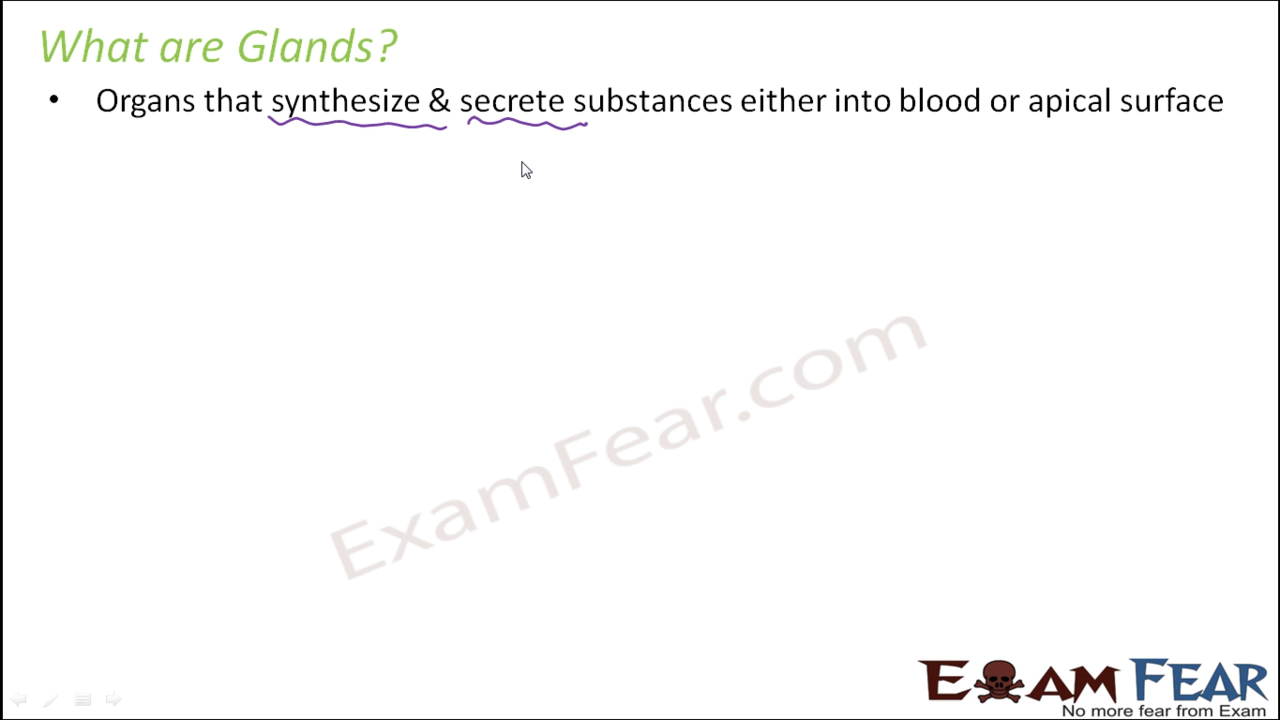 What are Glands?
• Organs that synthesize & secrete substances either into blood or apical surface
ExamFear.com
EXAM FEAR
No more fear from Exam